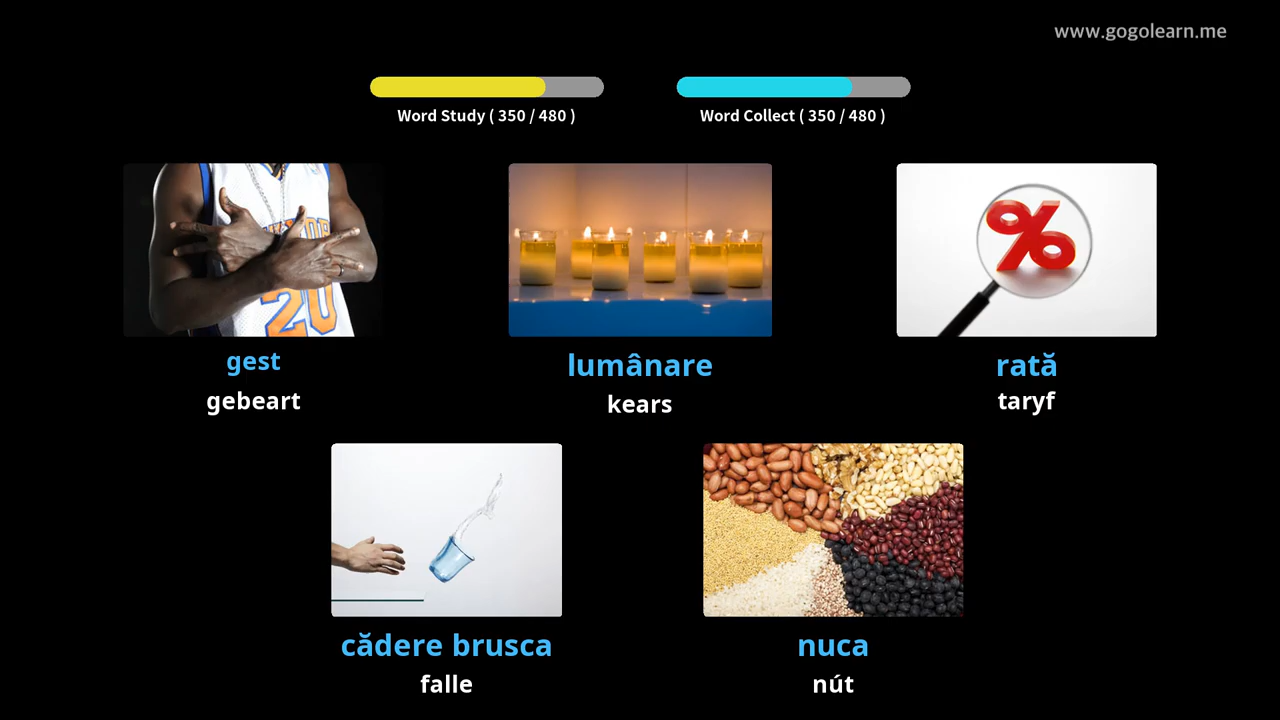 www.gogolearn.me
Word Study ( 350 / 480 )
Word Collect ( 350 / 480 )
20
%
gest
gebeart
lumânare
kears
rată
taryf
cădere brusca
falle
nuca
nút